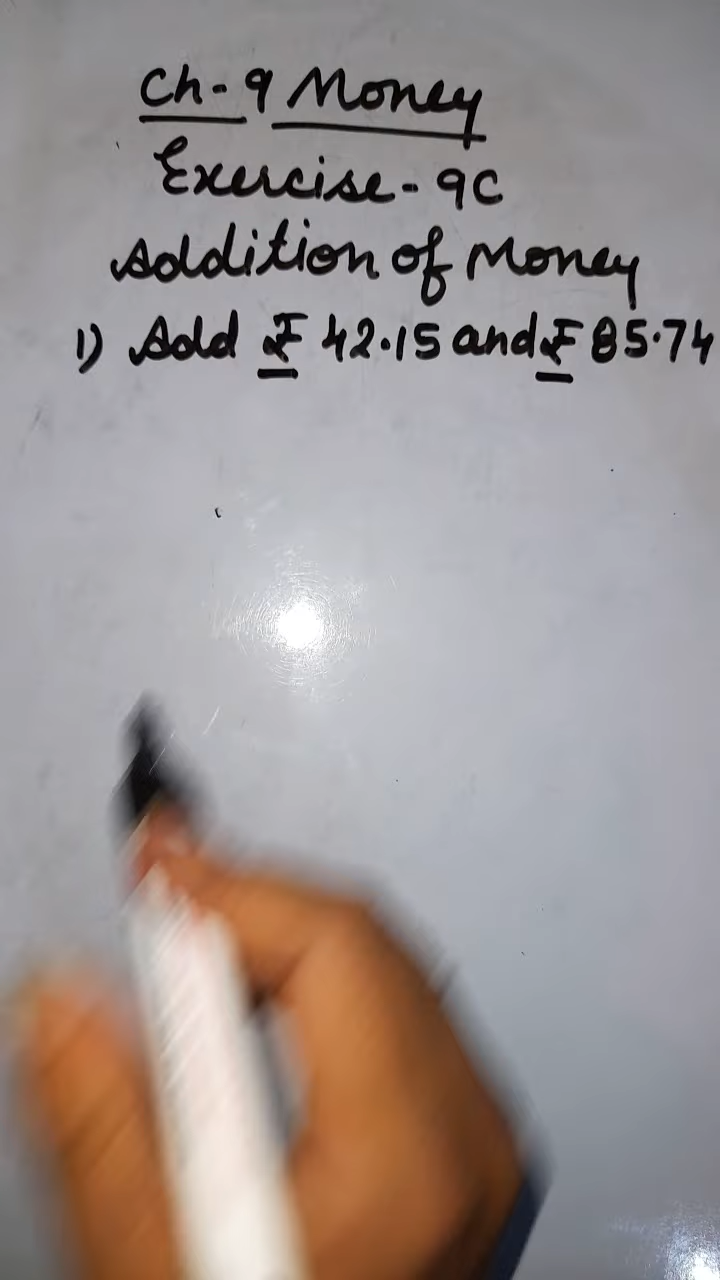 Ch-9 Money
Exercise-9C
Addition of Money
1) Add ₹ 42.15 and ₹ 85.74